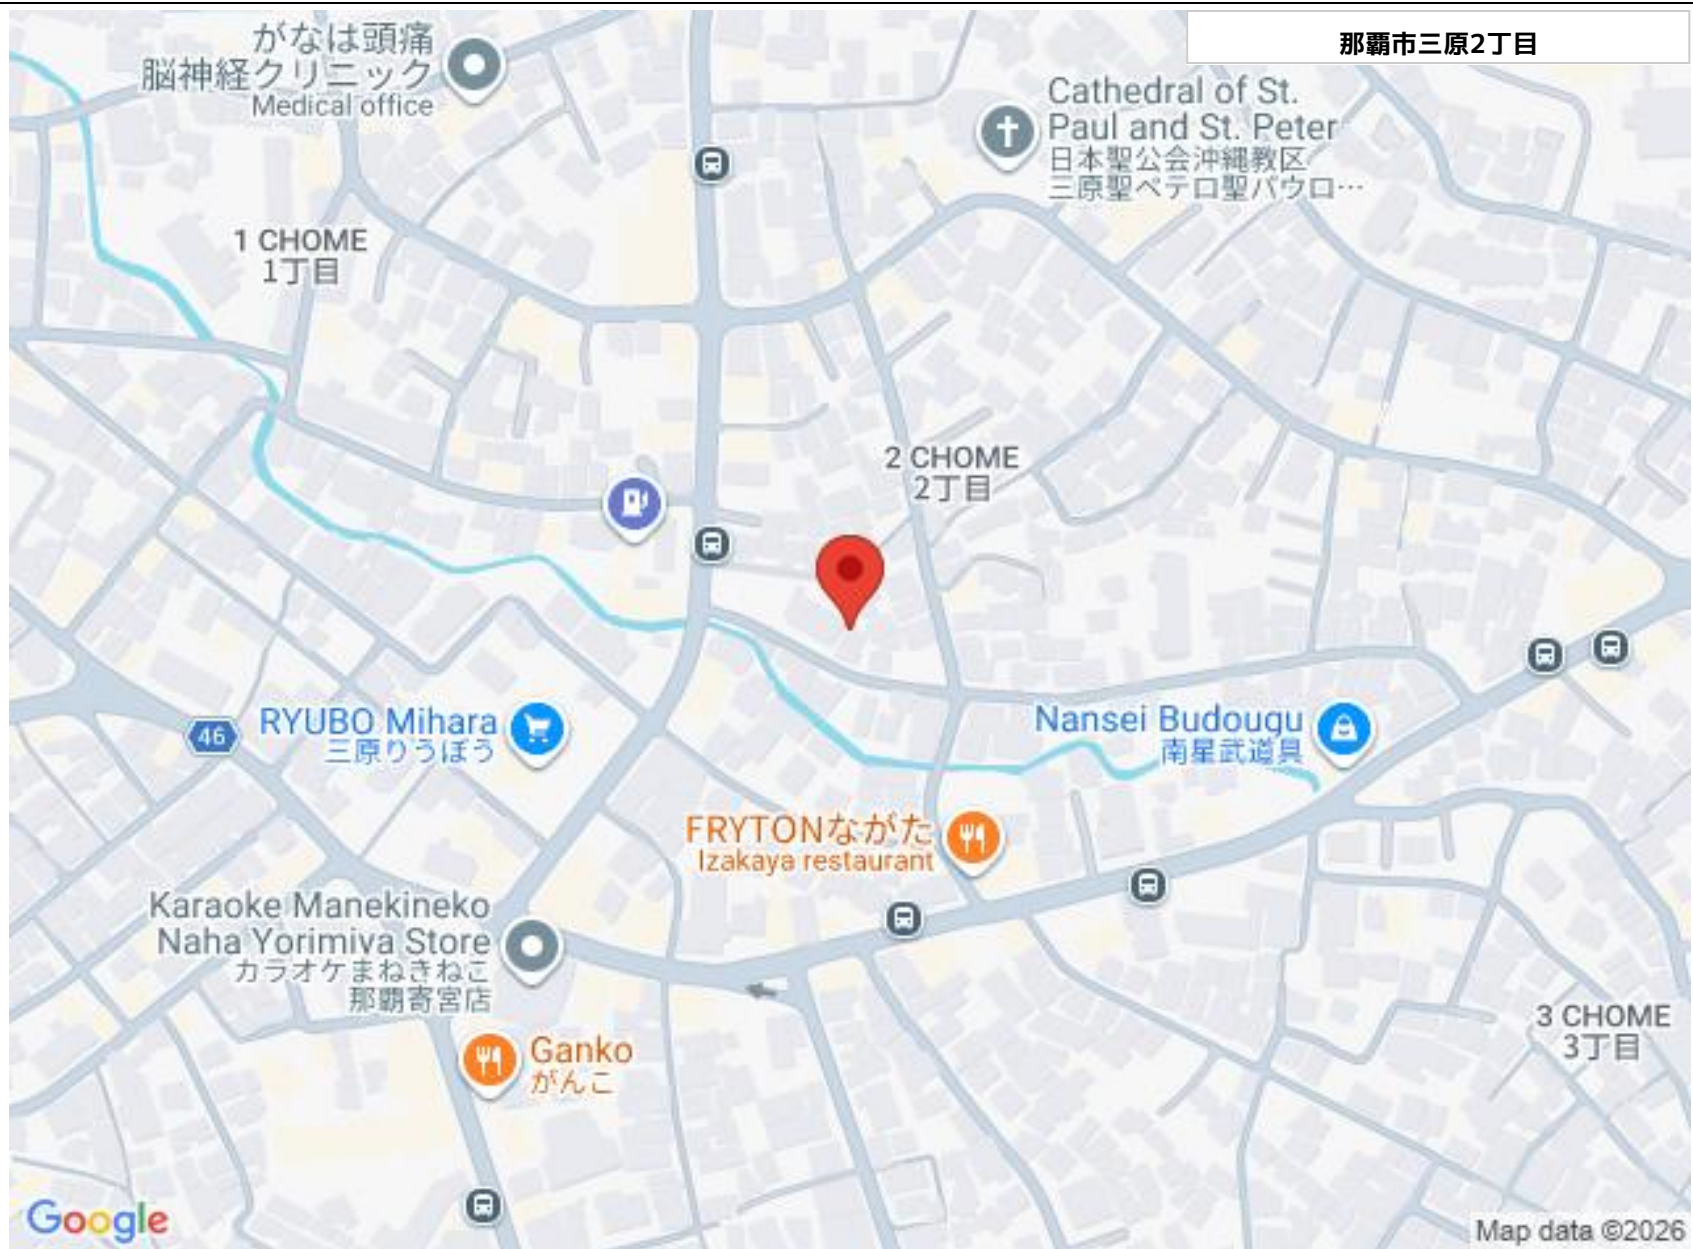 那覇市三原2丁目
がなは頭痛
脳神経クリニック
Medical office
Cathedral of St.
Paul and St. Peter
日本聖公会沖縄教区
三原聖ペテロ聖パウロ…
1 CHOME
1丁目
2 CHOME
2丁目
46
RYUBO Mihara
三原りうぼう
Nansei Budougu
南星武道具
FRYTONながた
Izakaya restaurant
Karaoke Manekineko
Naha Yorimiya Store
カラオケまねきねこ
那覇寄宮店
3 CHOME
3丁目
Ganko
がんこ
Google
Map data ©2026